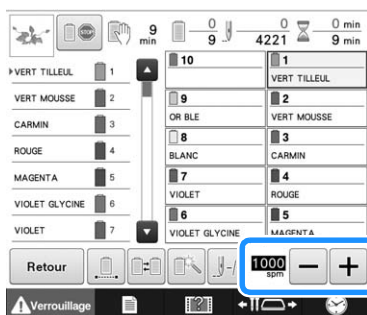 9 min
0
9
0
4221
0 min
9 min
VERT TILLEUL 1
VERT MOUSSE 2
CARMIN 3
ROUGE 4
MAGENTA 5
VIOLET GLYCINE 6
VIOLET 7
10
1
VERT TILLEUL
9
OR BLE
2
VERT MOUSSE
8
BLANC
3
CARMIN
7
VIOLET
4
ROUGE
6
VIOLET GLYCINE
5
MAGENTA
Retour
1000
spm
Verrouillage